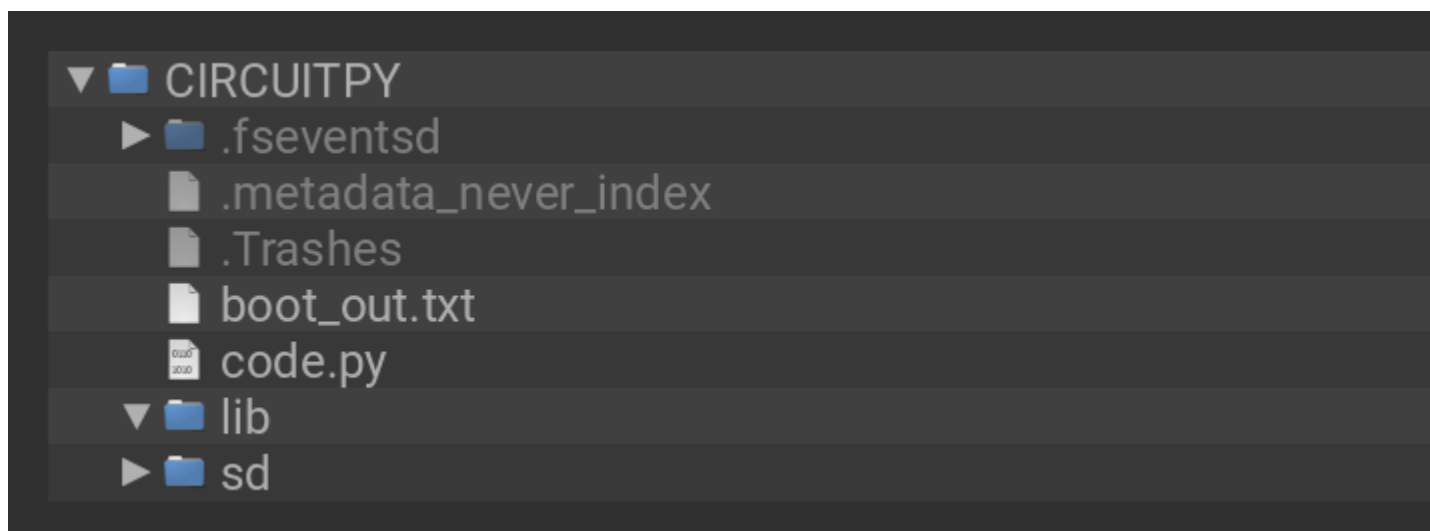 CIRCUITPY
.fseventsd
.metadata_never_index
.Trashes
boot_out.txt
code.py
lib
sd